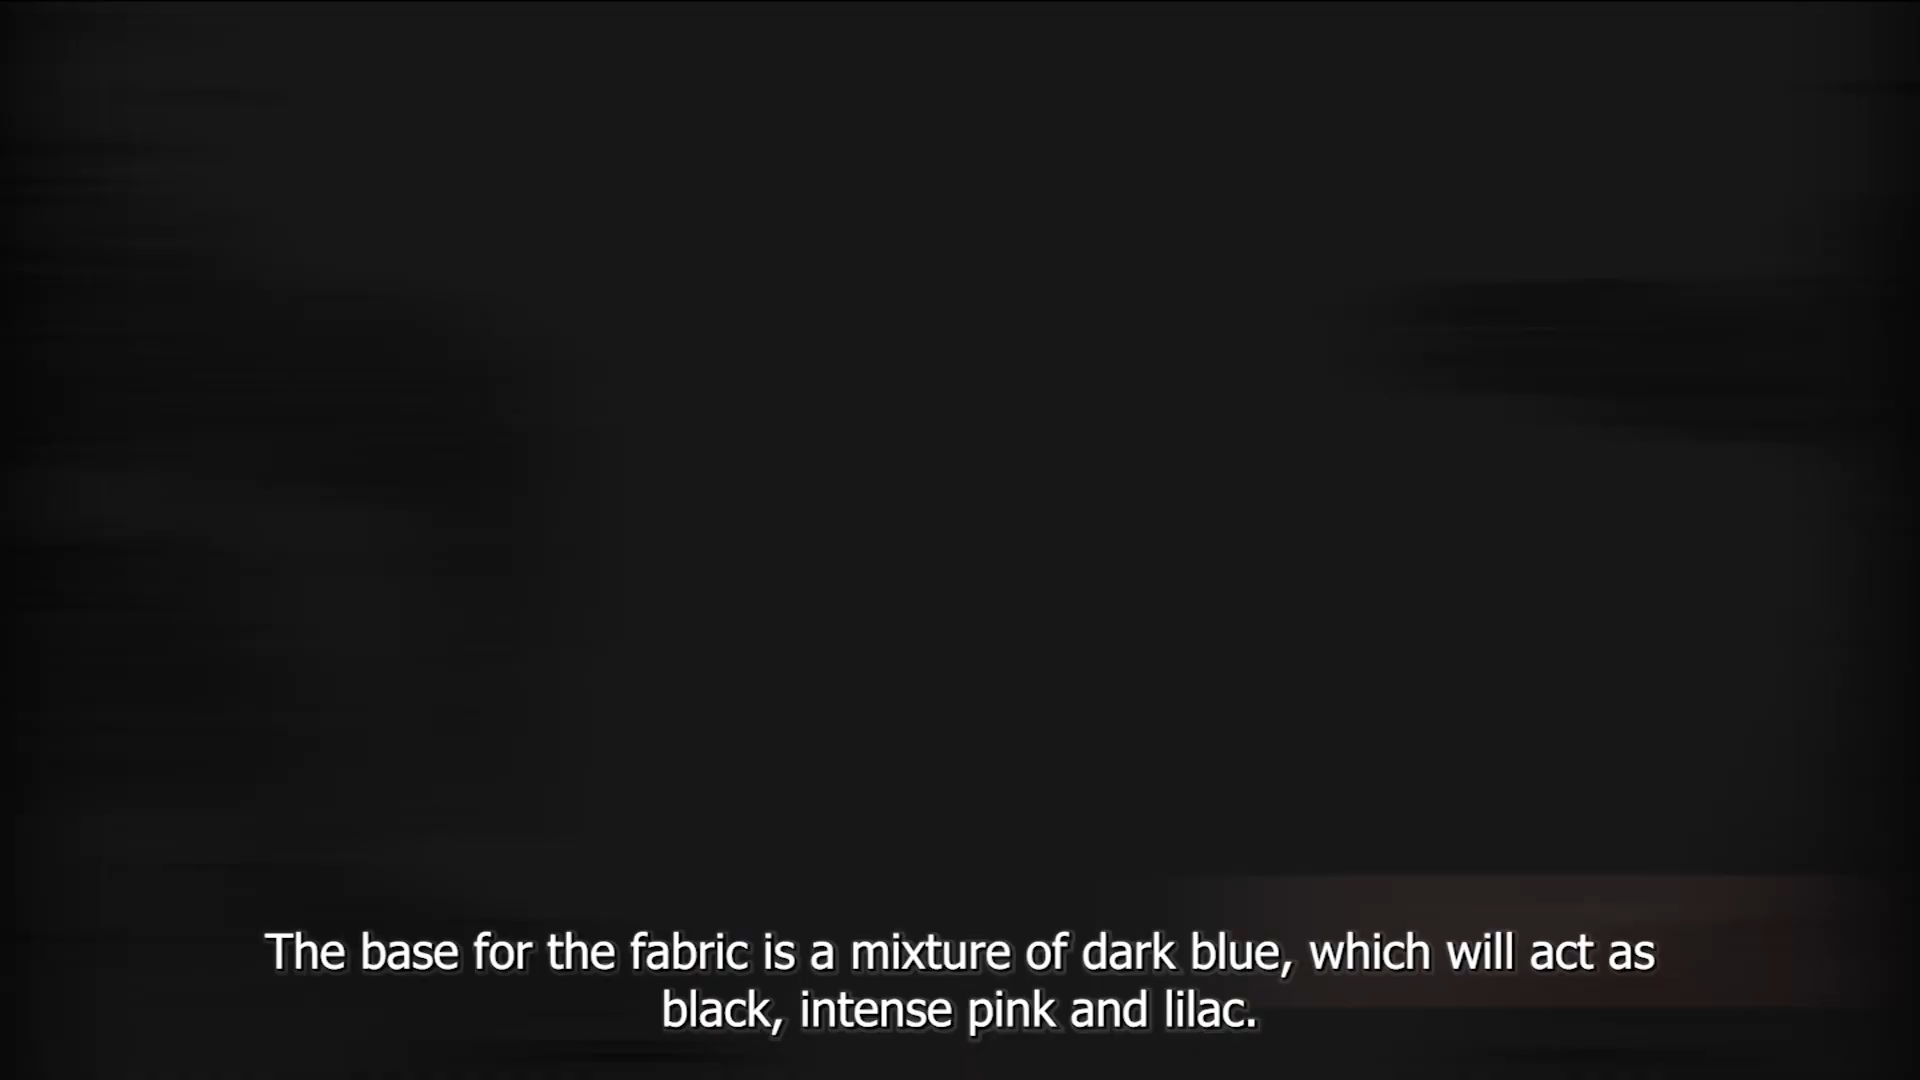 The base for the fabric is a mixture of dark blue, which will act as
black, intense pink and lilac.